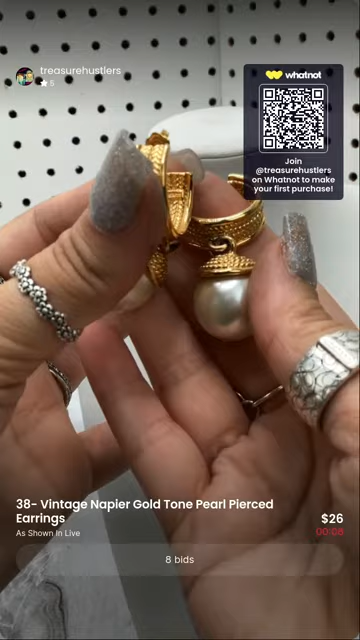 treasurehustlers
5
whatnot
Join
@treasurehustlers
on Whatnot to make
your first purchase!
38- Vintage Napier Gold Tone Pearl Pierced
Earrings
$26
As Shown In Live
00:08
8 bids